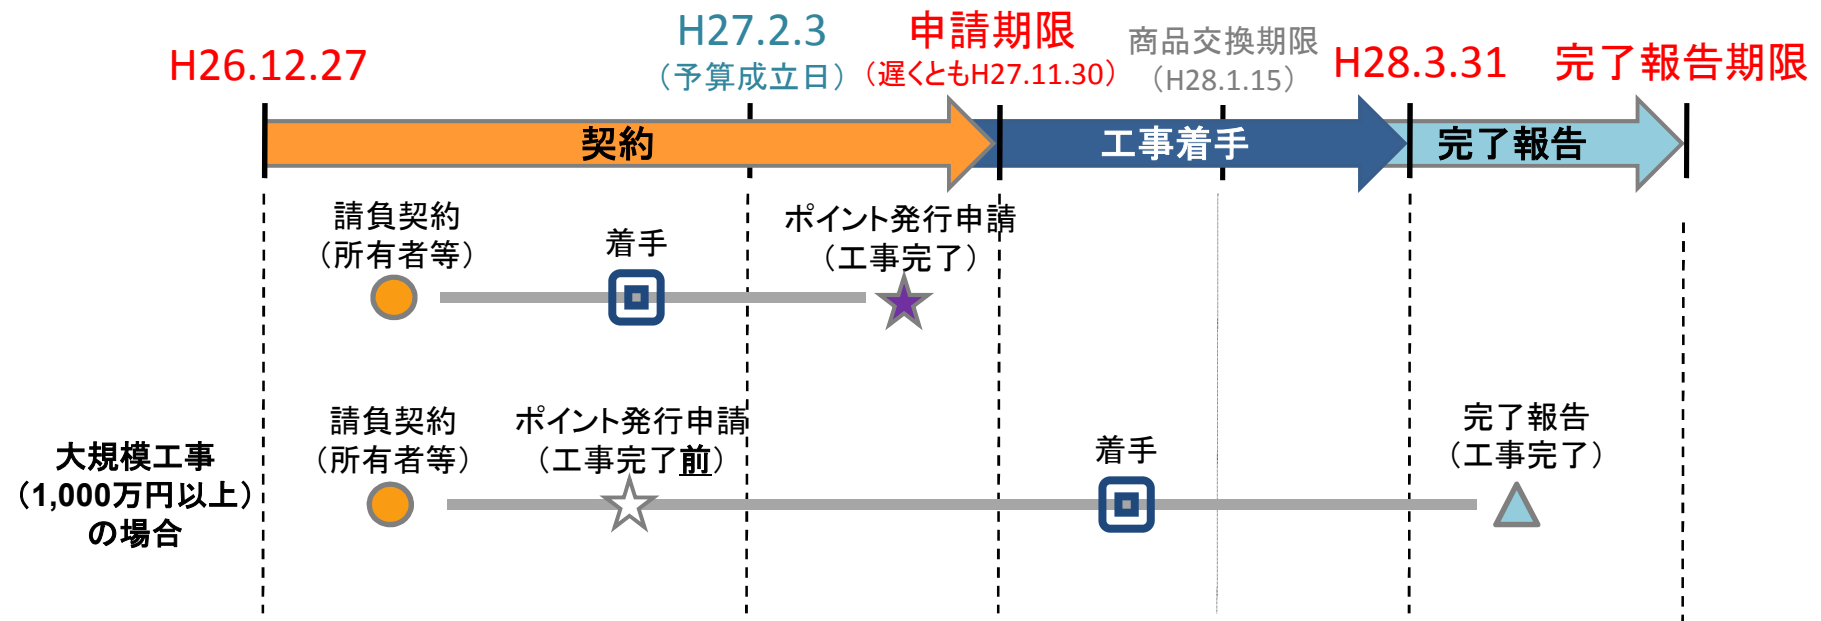 H26.12.27
H27.2.3
（予算成立日）
申請期限
（遅くともH27.11.30）
商品交換期限
（H28.1.15）
H28.3.31
完了報告期限
契約
工事着手
完了報告
請負契約
（所有者等）
着手
ポイント発行申請
（工事完了）
大規模工事
（1,000万円以上）
の場合
請負契約
（所有者等）
ポイント発行申請
（工事完了前）
着手
完了報告
（工事完了）